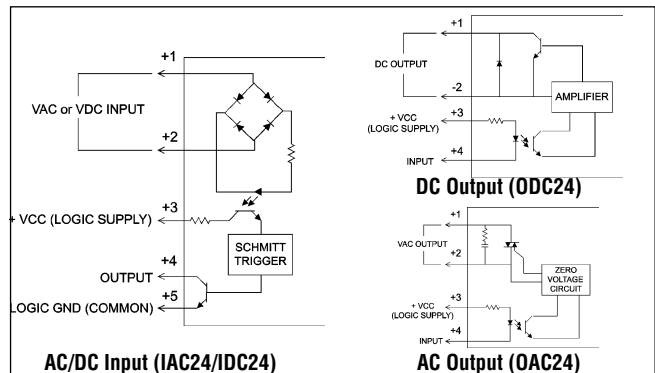 +1
VAC or VDC INPUT
+2
+ VCC (LOGIC SUPPLY)
+3
SCHMITT
TRIGGER
+4
OUTPUT
+5
LOGIC GND (COMMON)
AC/DC Input (IAC24/IDC24)
+1
DC OUTPUT
-2
AMPLIFIER
+ VCC
(LOGIC SUPPLY)
+3
+4
INPUT
DC Output (ODC24)
+1
VAC OUTPUT
+2
ZERO
VOLTAGE
CIRCUIT
+ VCC
(LOGIC SUPPLY)
+3
+4
INPUT
AC Output (OAC24)